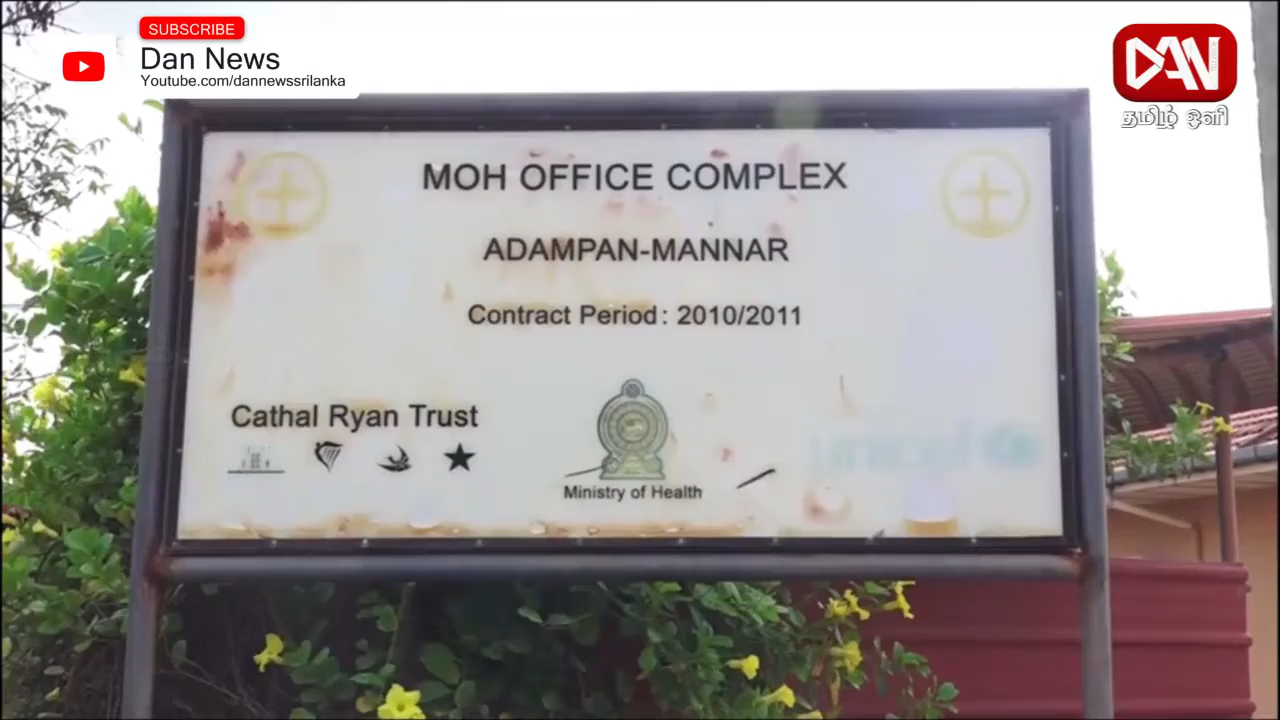 SUBSCRIBE
Dan News
Youtube.com/dannewssrilanka
DAN
தமிழ் ஒளி
MOH OFFICE COMPLEX
ADAMPAN-MANNAR
Contract Period : 2010/2011
Cathal Ryan Trust
Ministry of Health
unicef